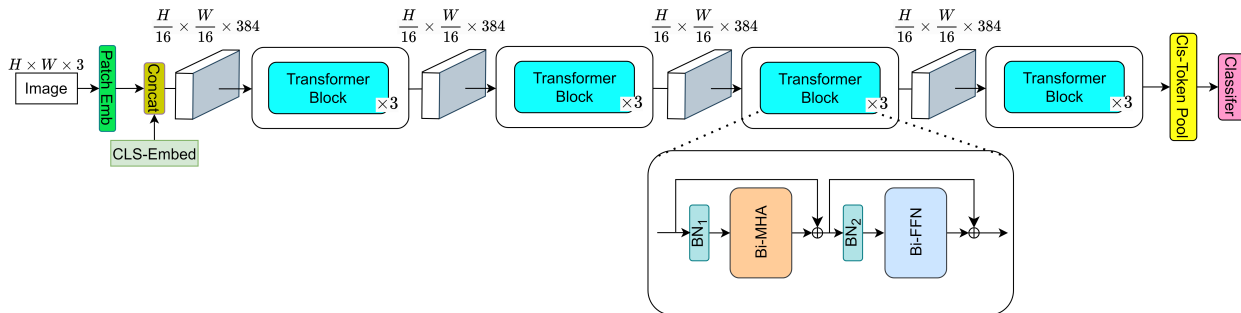 H × W × 3
Image
Patch Emb
Concat
CLS-Embed
H/16 × W/16 × 384
Transformer
Block
×3
H/16 × W/16 × 384
Transformer
Block
×3
H/16 × W/16 × 384
Transformer
Block
×3
H/16 × W/16 × 384
Transformer
Block
×3
Cls-Token Pool
Classifer
BN₁
Bi-MHA
BN₂
Bi-FFN